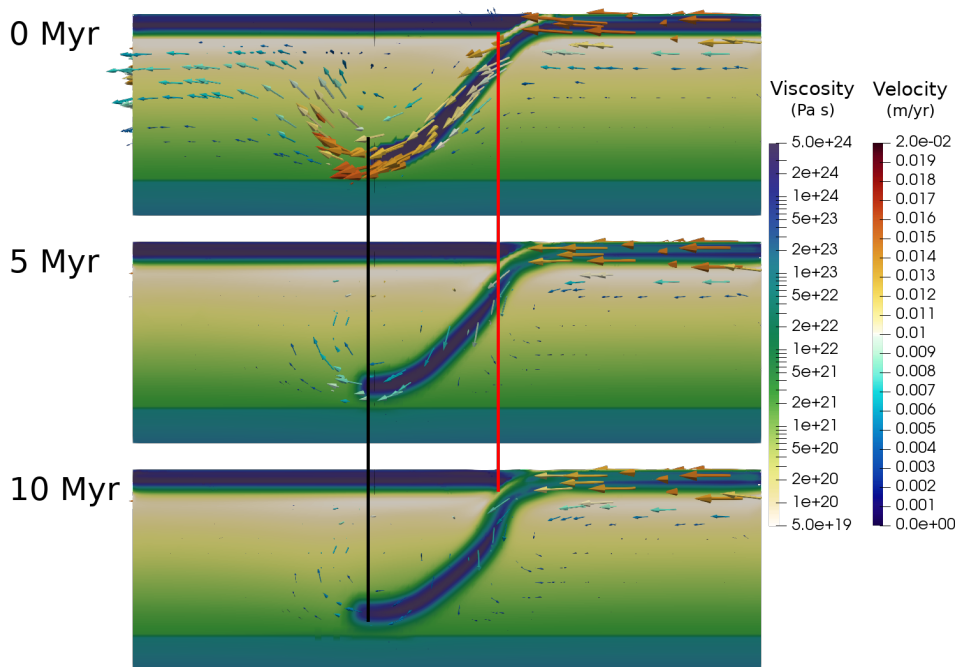 0 Myr
5 Myr
10 Myr
Viscosity
(Pa s)
5.0e+24
2e+24
1e+24
5e+23
2e+23
1e+23
5e+22
2e+22
1e+22
5e+21
2e+21
1e+21
5e+20
2e+20
1e+20
5.0e+19
Velocity
(m/yr)
2.0e-02
0.019
0.018
0.017
0.016
0.015
0.014
0.013
0.012
0.011
0.01
0.009
0.008
0.007
0.006
0.005
0.004
0.003
0.002
0.001
0.0e+00